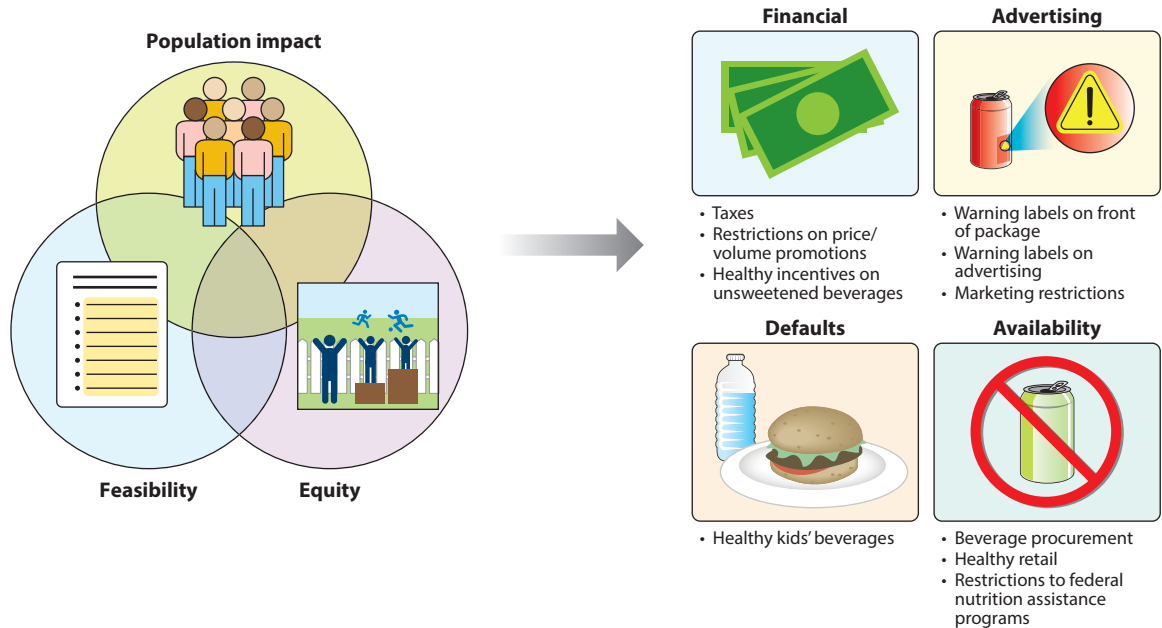 Population impact
Feasibility
Equity
Financial
• Taxes
• Restrictions on price/
volume promotions
• Healthy incentives on
unsweetened beverages
Advertising
• Warning labels on front
of package
• Warning labels on
advertising
• Marketing restrictions
Defaults
• Healthy kids’ beverages
Availability
• Beverage procurement
• Healthy retail
• Restrictions to federal
nutrition assistance
programs